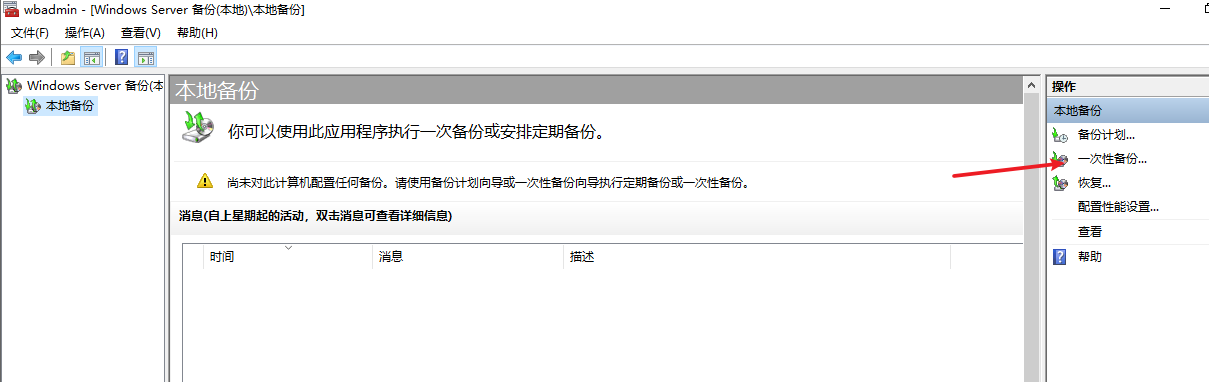 wbadmin - [Windows Server 备份(本地)\本地备份]
文件(F) 操作(A) 查看(V) 帮助(H)
Windows Server 备份(本
本地备份
本地备份
你可以使用此应用程序执行一次备份或安排定期备份。
尚未对此计算机配置任何备份。请使用备份计划向导或一次性备份向导执行定期备份或一次性备份。
消息(自上星期起的活动，双击消息可查看详细信息)
时间 消息 描述
操作
本地备份
备份计划...
一次性备份...
恢复...
配置性能设置...
查看
帮助